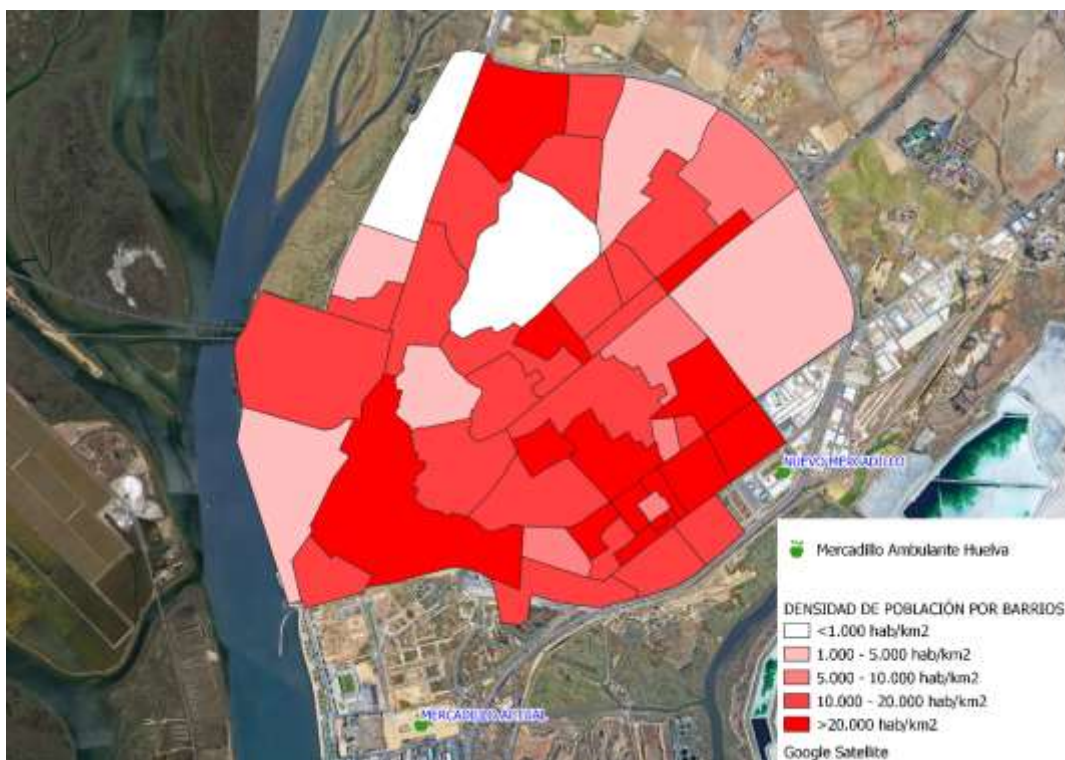 NUEVO MERCADILLO
MERCADILLO ACTUAL
Mercadillo Ambulante Huelva
DENSIDAD DE POBLACIÓN POR BARRIOS
<1.000 hab/km2
1.000 - 5.000 hab/km2
5.000 - 10.000 hab/km2
10.000 - 20.000 hab/km2
>20.000 hab/km2
Google Satellite